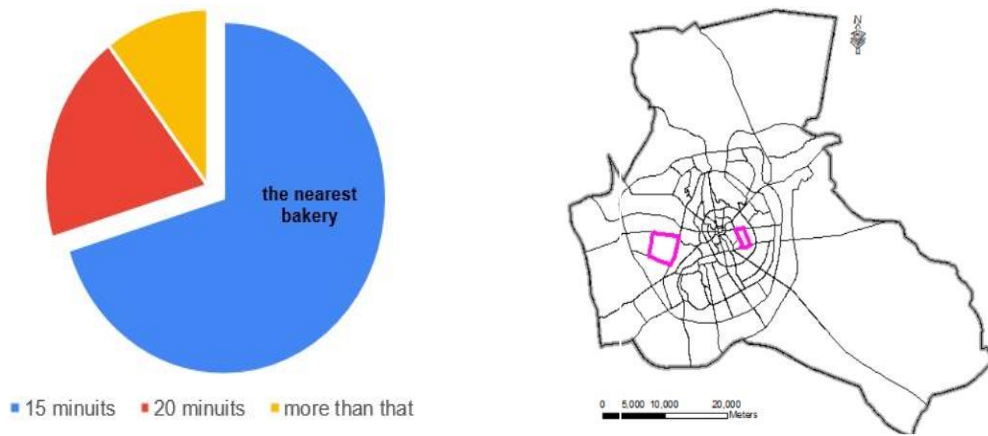 the nearest
bakery
15 minuits 20 minuits more than that
N
0 5,000 10,000 20,000
Meters